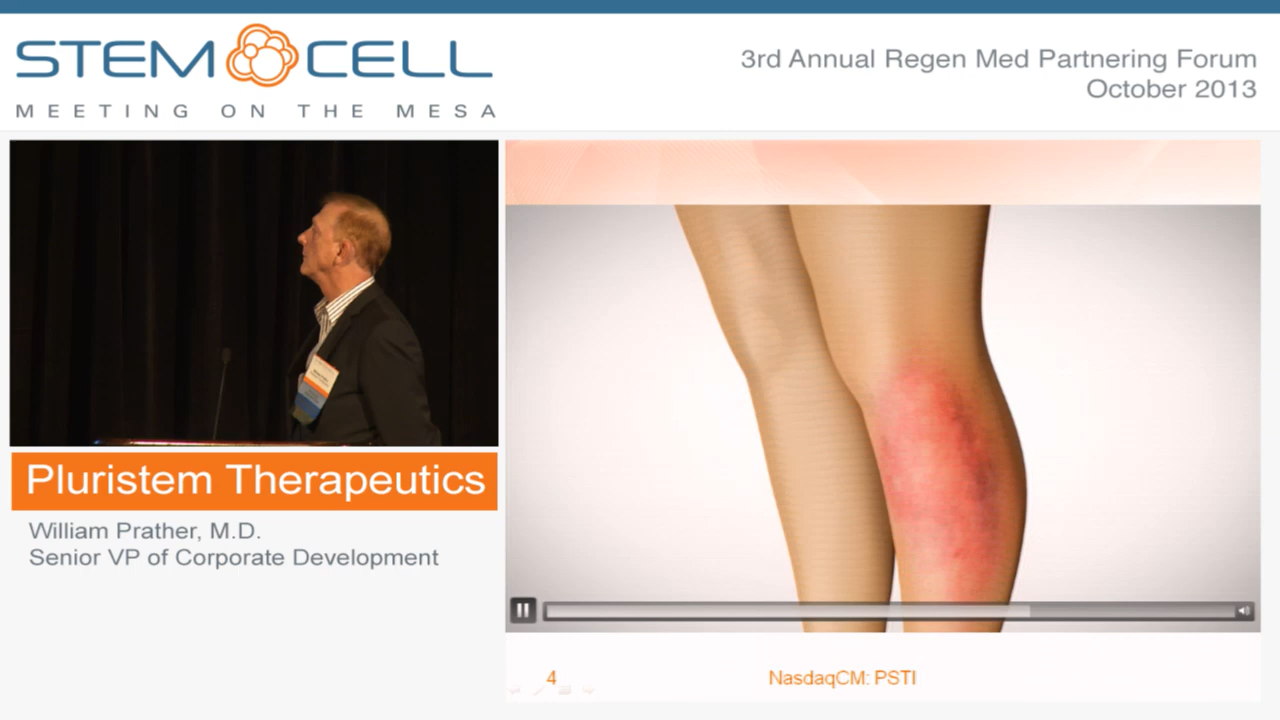 STEM CELL
MEETING ON THE MESA
3rd Annual Regen Med Partnering Forum
October 2013
Pluristem Therapeutics
William Prather, M.D.
Senior VP of Corporate Development
4
NasdaqCM: PSTI